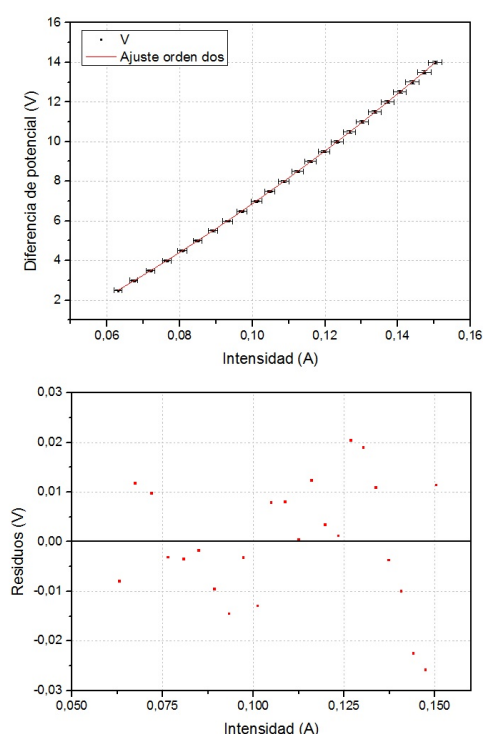 16
14
12
10
8
6
4
2
V
Ajuste orden dos
Diferencia de potencial (V)
0,06 0,08 0,10 0,12 0,14 0,16
Intensidad (A)
0,03
0,02
0,01
0,00
-0,01
-0,02
-0,03
Residuos (V)
0,050 0,075 0,100 0,125 0,150
Intensidad (A)